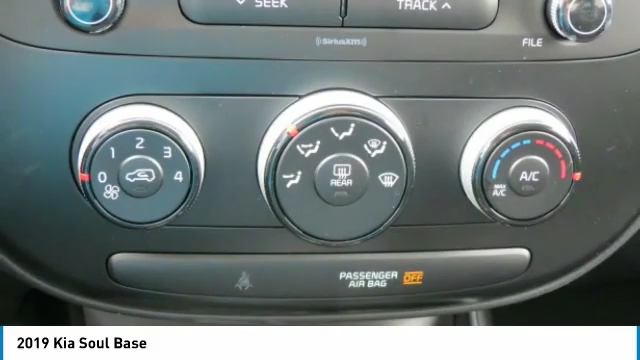 SEEK
TRACK
SiriusXM
FILE
1 2 3
0 4
REAR
A/C
MAX
A/C
PASSENGER
AIR BAG OFF
2019 Kia Soul Base